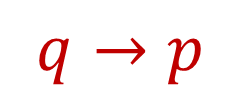 q → p